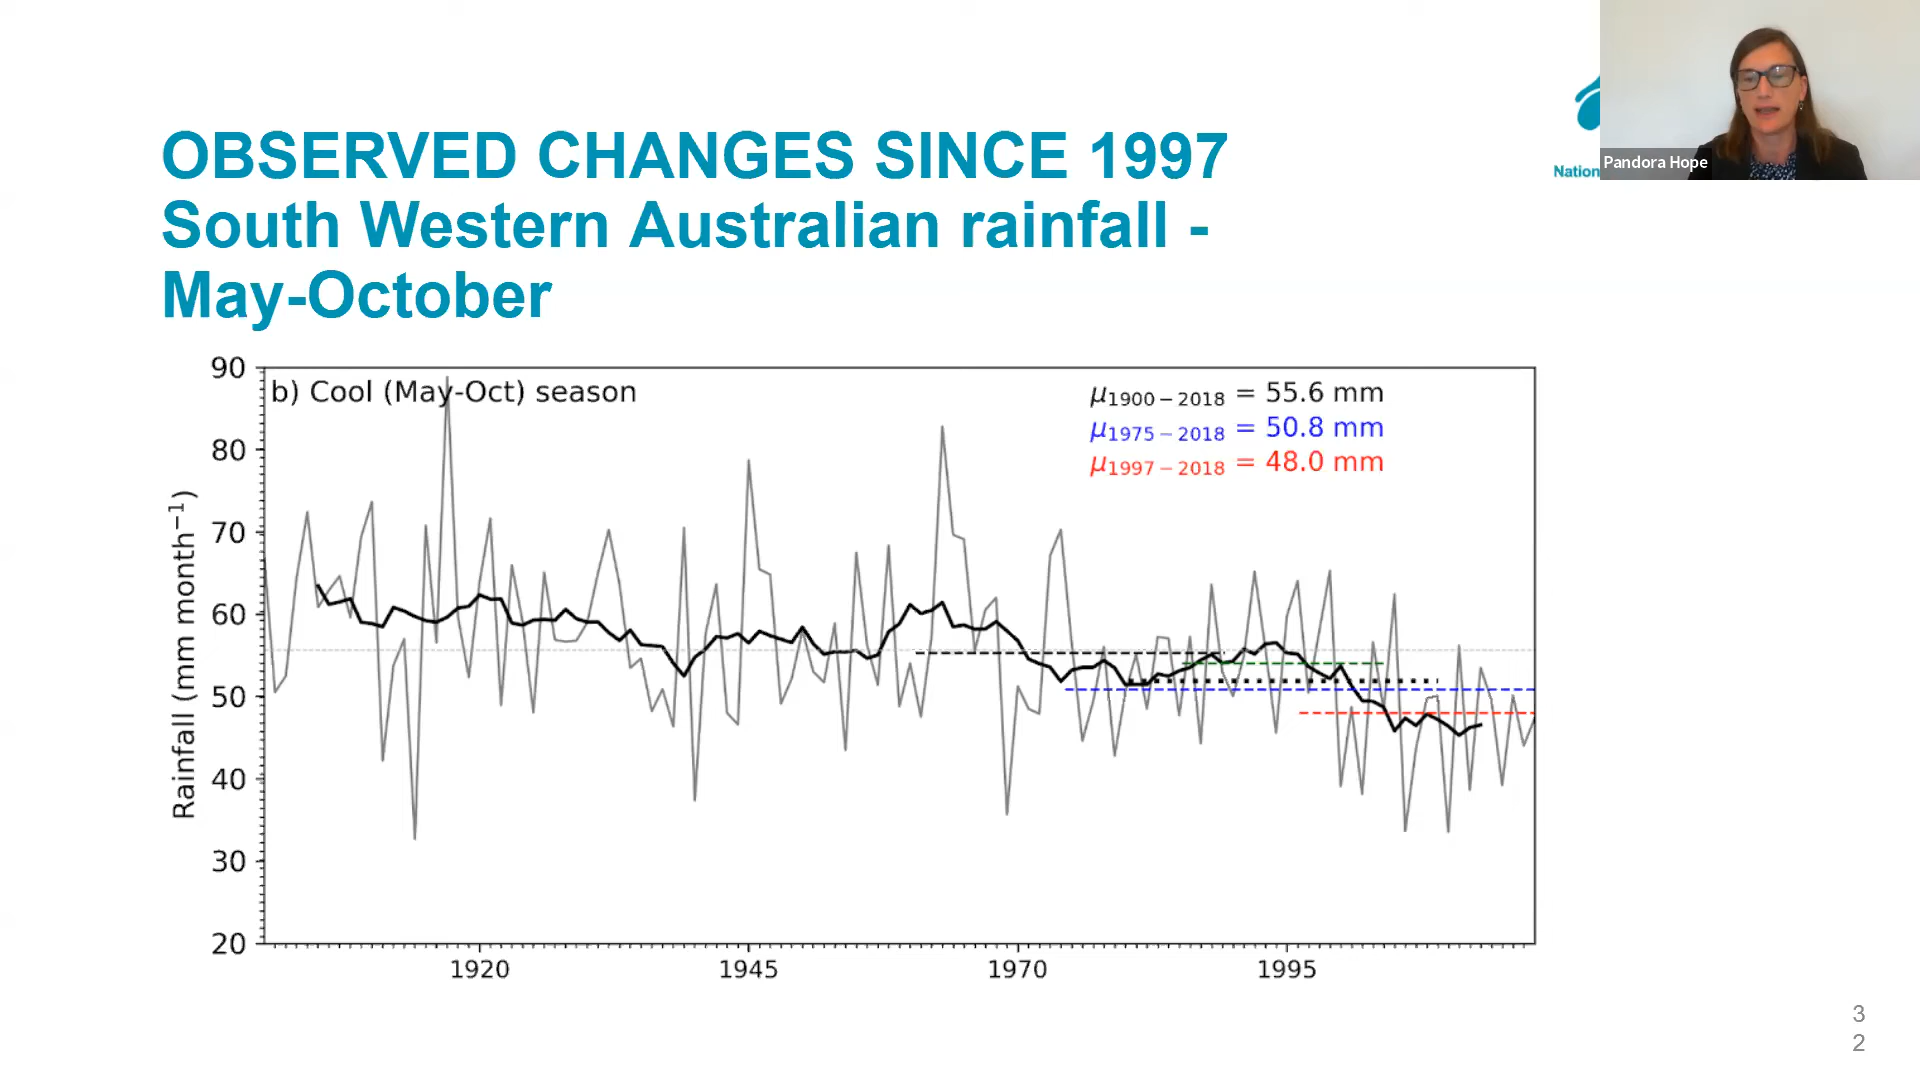 OBSERVED CHANGES SINCE 1997
South Western Australian rainfall -
May-October
Nation
Pandora Hope
b) Cool (May-Oct) season
μ1900−2018 = 55.6 mm
μ1975−2018 = 50.8 mm
μ1997−2018 = 48.0 mm
Rainfall (mm month⁻¹)
90
80
70
60
50
40
30
20
1920
1945
1970
1995
3
2